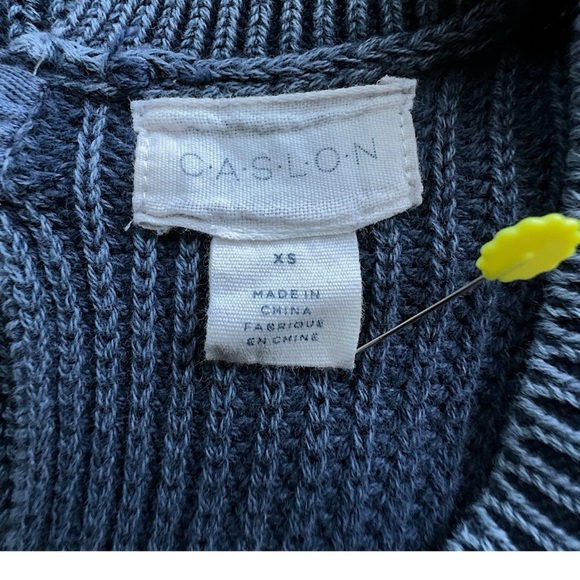 C·A·S·L·O·N
XS
MADE IN
CHINA
FABRIQUE
EN CHINE